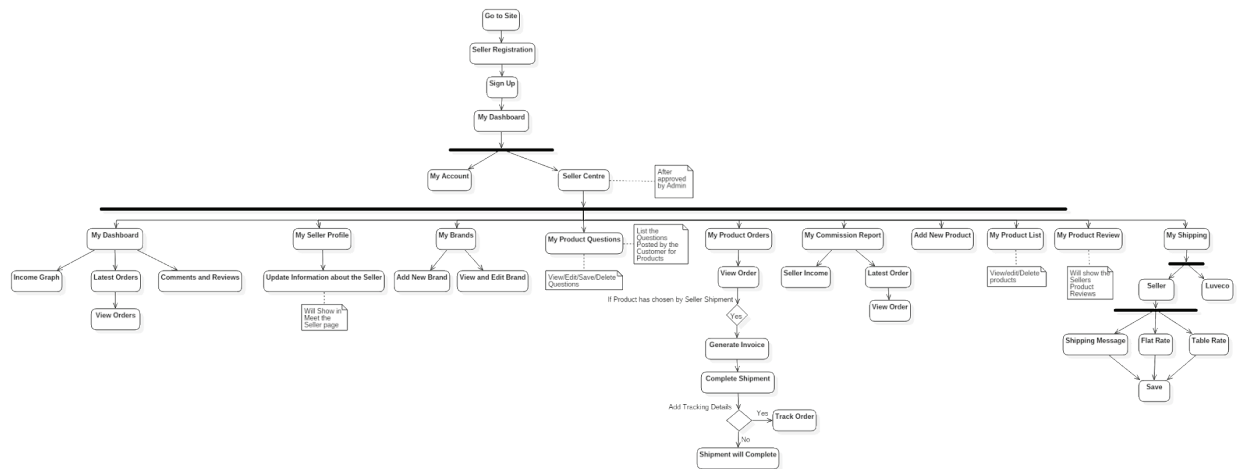 Go to Site
Seller Registration
Sign Up
My Dashboard
My Account
Seller Centre
After
approved
by Admin
My Dashboard
My Seller Profile
My Brands
My Product Questions
List the
Questions
Posted by the
Customer for
Products
My Product Orders
My Commission Report
Add New Product
My Product List
My Product Review
My Shipping
Income Graph
Latest Orders
Comments and Reviews
Update Information about the Seller
Add New Brand
View and Edit Brand
View/Edit/Save/Delete
Questions
View Order
Seller Income
Latest Order
View/edit/Delete
products
Will show the
Sellers
Product
Reviews
Seller
Luveco
View Orders
Will Show in
Meet the
Seller page
If Product has chosen by Seller Shipment
Yes
View Order
Generate Invoice
Shipping Message
Flat Rate
Table Rate
Complete Shipment
Save
Add Tracking Details
Yes
Track Order
No
Shipment will Complete